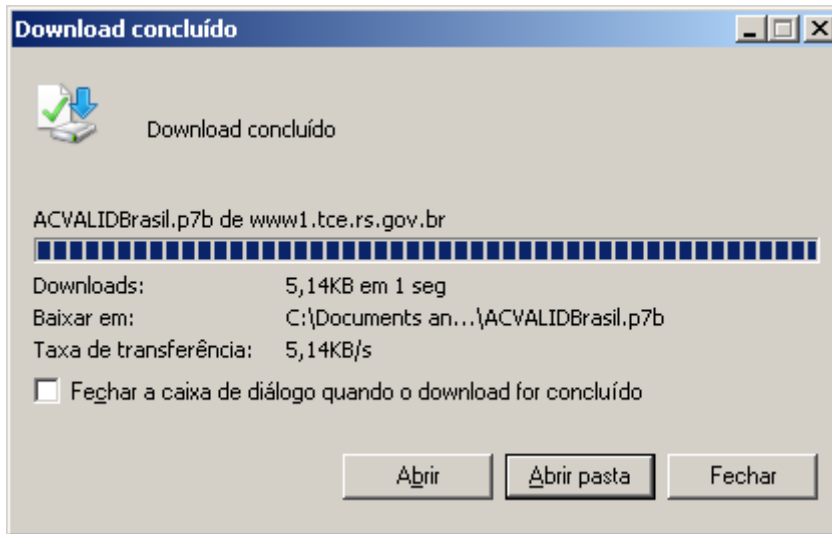 Download concluído
Download concluído
ACVALIDBrasil.p7b de www1.tce.rs.gov.br
Downloads: 5,14KB em 1 seg
Baixar em: C:\Documents an...\ACVALIDBrasil.p7b
Taxa de transferência: 5,14KB/s
Fechar a caixa de diálogo quando o download for concluído
Abrir Abrir pasta Fechar